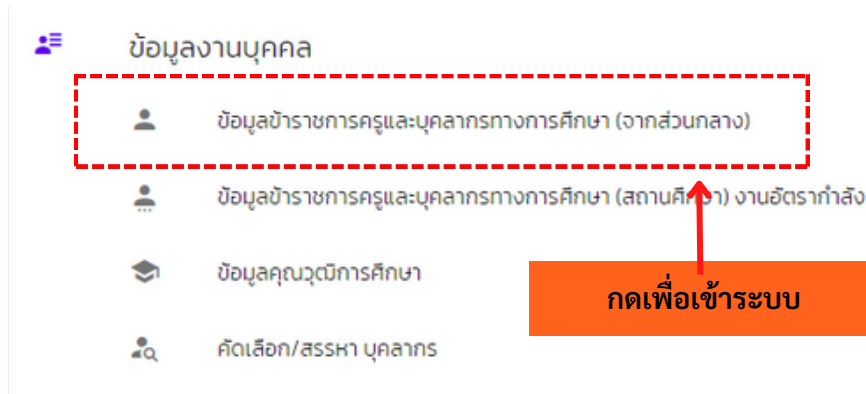 ข้อมูลงานบุคคล
ข้อมูลข้าราชการครูและบุคลากรทางการศึกษา (จากส่วนกลาง)
ข้อมูลข้าราชการครูและบุคลากรทางการศึกษา (สถานศึกษา) งานอัตรากำลัง
ข้อมูลคุณวุฒิการศึกษา
กดเพื่อเข้าระบบ
คัดเลือก/สรรหา บุคลากร